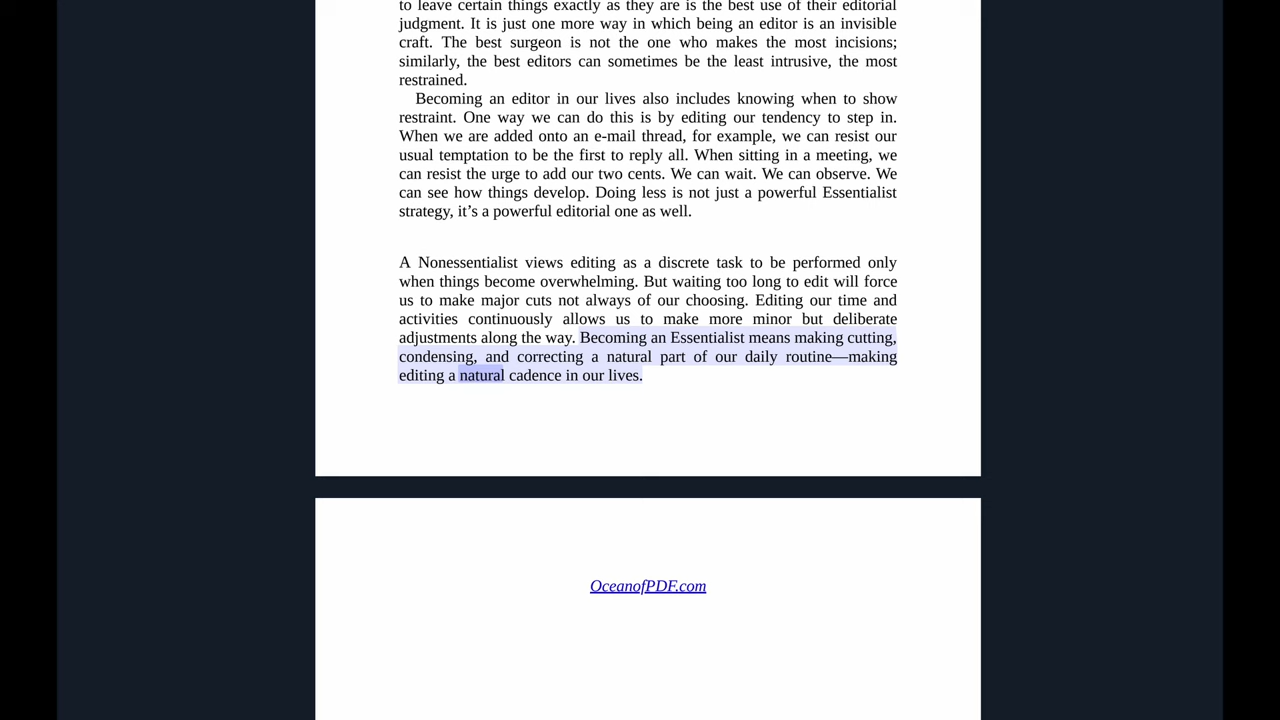 to leave certain things exactly as they are is the best use of their editorial
judgment. It is just one more way in which being an editor is an invisible
craft. The best surgeon is not the one who makes the most incisions;
similarly, the best editors can sometimes be the least intrusive, the most
restrained.
Becoming an editor in our lives also includes knowing when to show
restraint. One way we can do this is by editing our tendency to step in.
When we are added onto an e-mail thread, for example, we can resist our
usual temptation to be the first to reply all. When sitting in a meeting, we
can resist the urge to add our two cents. We can wait. We can observe. We
can see how things develop. Doing less is not just a powerful Essentialist
strategy, it’s a powerful editorial one as well.
A Nonessentialist views editing as a discrete task to be performed only
when things become overwhelming. But waiting too long to edit will force
us to make major cuts not always of our choosing. Editing our time and
activities continuously allows us to make more minor but deliberate
adjustments along the way. Becoming an Essentialist means making cutting,
condensing, and correcting a natural part of our daily routine—making
editing a natural cadence in our lives.
OceanofPDF.com